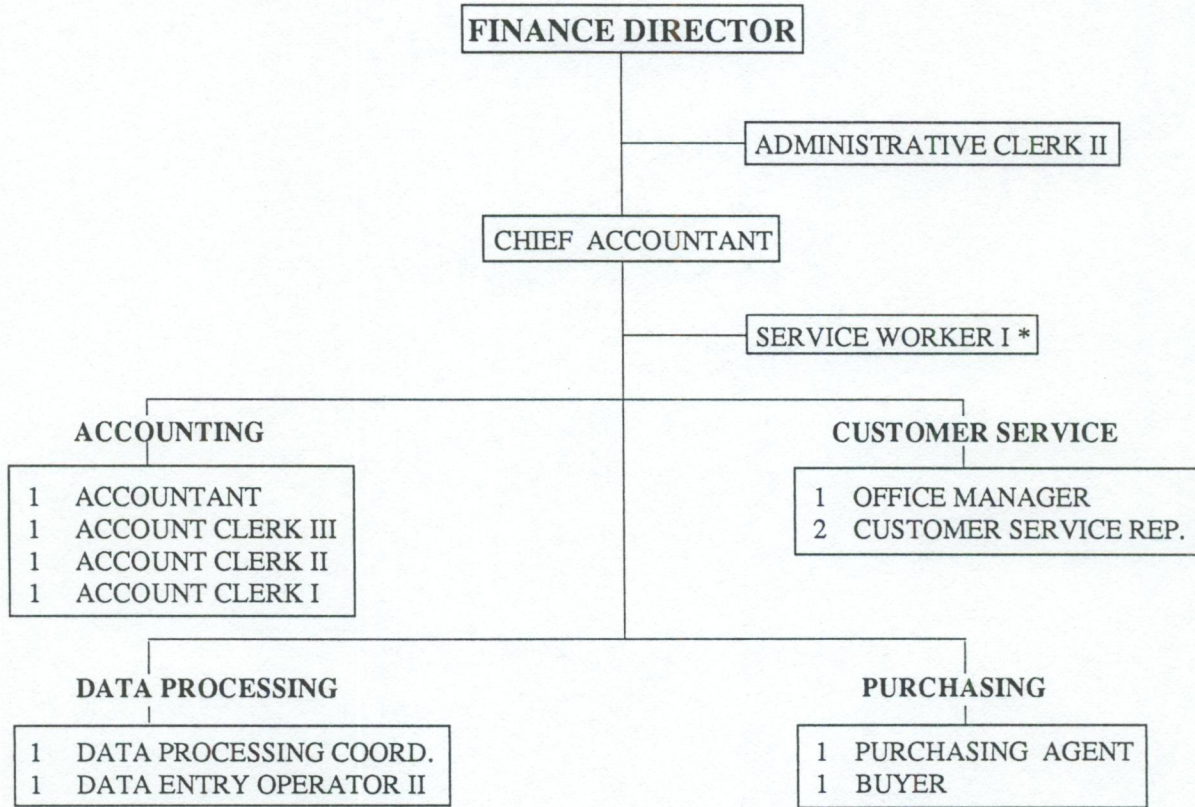 FINANCE DIRECTOR
ADMINISTRATIVE CLERK II
CHIEF ACCOUNTANT
SERVICE WORKER I *
ACCOUNTING
1 ACCOUNTANT
1 ACCOUNT CLERK III
1 ACCOUNT CLERK II
1 ACCOUNT CLERK I
CUSTOMER SERVICE
1 OFFICE MANAGER
2 CUSTOMER SERVICE REP.
DATA PROCESSING
1 DATA PROCESSING COORD.
1 DATA ENTRY OPERATOR II
PURCHASING
1 PURCHASING AGENT
1 BUYER